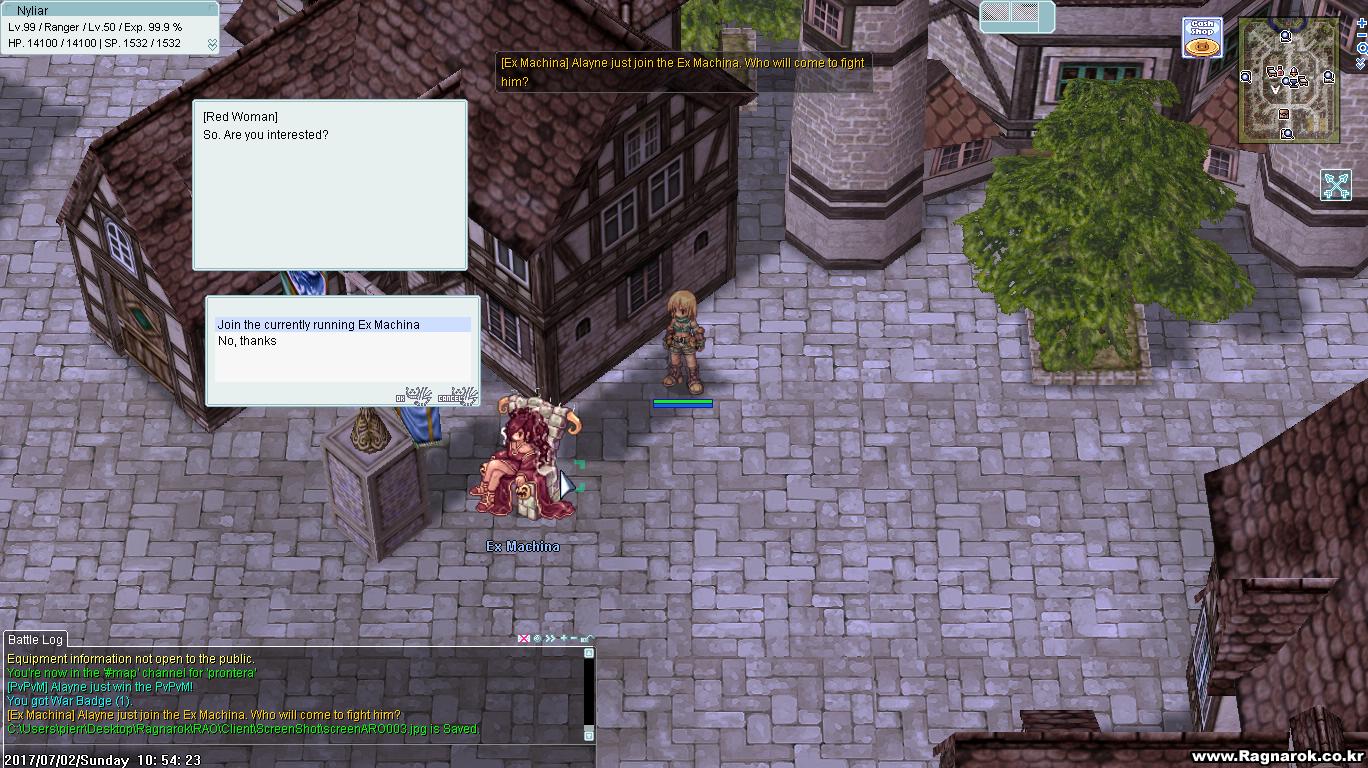 Nyliar
Lv.99 / Ranger / Lv.50 / Exp. 99.9 %
HP. 14100 / 14100 | SP. 1532 / 1532
[Ex Machina] Alayne just join the Ex Machina. Who will come to fight
him?
Cash
Shop
[Red Woman]
So. Are you interested?
Join the currently running Ex Machina
No, thanks
OK
CANCEL
Ex Machina
Battle Log
Equipment information not open to the public.
You're now in the '#map' channel for 'prontera'
[PvPvM] Alayne just win the PvPvM!
You got War Badge (1).
[Ex Machina] Alayne just join the Ex Machina. Who will come to fight him?
C:\Users\pierr\Desktop\Ragnarok\RAO\Client\ScreenShot\screenARO003.jpg is Saved.
2017/07/02/Sunday 10:54:23
www.Ragnarok.co.kr